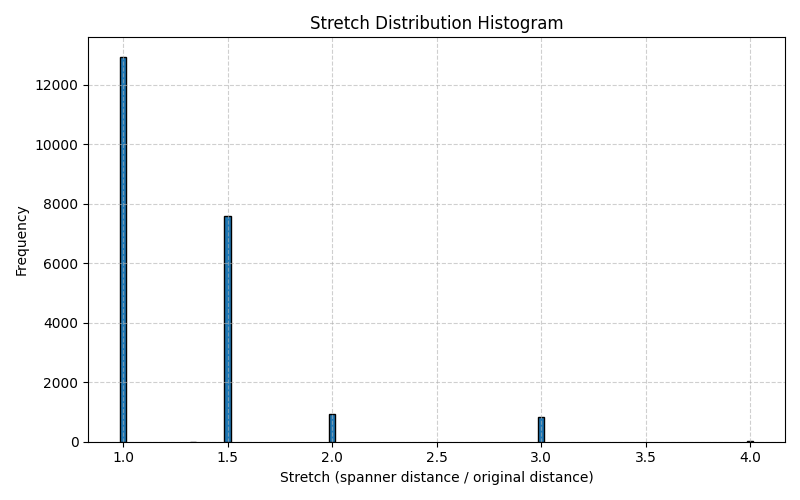 Stretch Distribution Histogram
Frequency
12000
10000
8000
6000
4000
2000
0
1.0 1.5 2.0 2.5 3.0 3.5 4.0
Stretch (spanner distance / original distance)